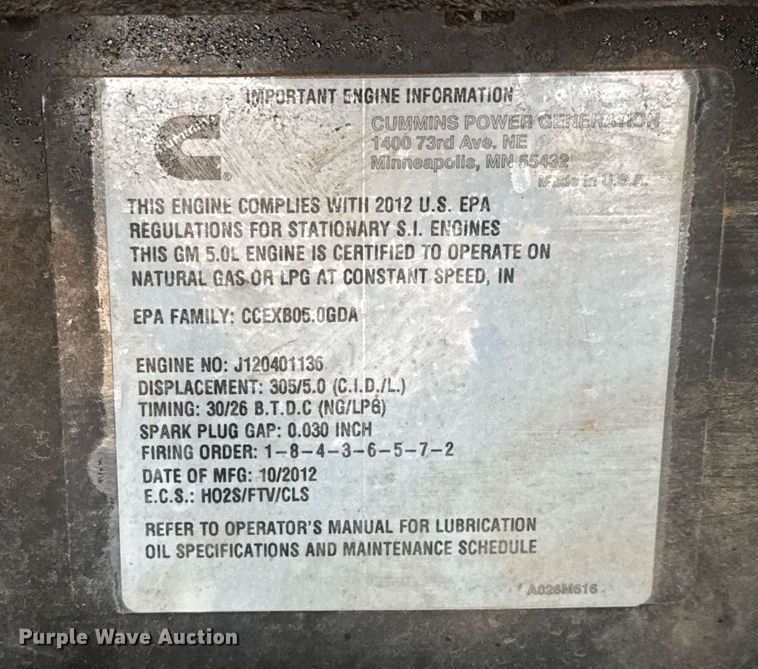 IMPORTANT ENGINE INFORMATION
CUMMINS POWER GENERATION
1400 73rd Ave. NE
Minneapolis, MN 55432
Made in U.S.A.
THIS ENGINE COMPLIES WITH 2012 U.S. EPA
REGULATIONS FOR STATIONARY S.I. ENGINES
THIS GM 5.0L ENGINE IS CERTIFIED TO OPERATE ON
NATURAL GAS OR LPG AT CONSTANT SPEED, IN
EPA FAMILY: CCEXB05.0GDA
ENGINE NO: J120401136
DISPLACEMENT: 305/5.0 (C.I.D./L.)
TIMING: 30/26 B.T.D.C (NG/LPG)
SPARK PLUG GAP: 0.030 INCH
FIRING ORDER: 1-8-4-3-6-5-7-2
DATE OF MFG: 10/2012
E.C.S.: HO2S/FTV/CLS
REFER TO OPERATOR'S MANUAL FOR LUBRICATION
OIL SPECIFICATIONS AND MAINTENANCE SCHEDULE
A026M616
Purple Wave Auction